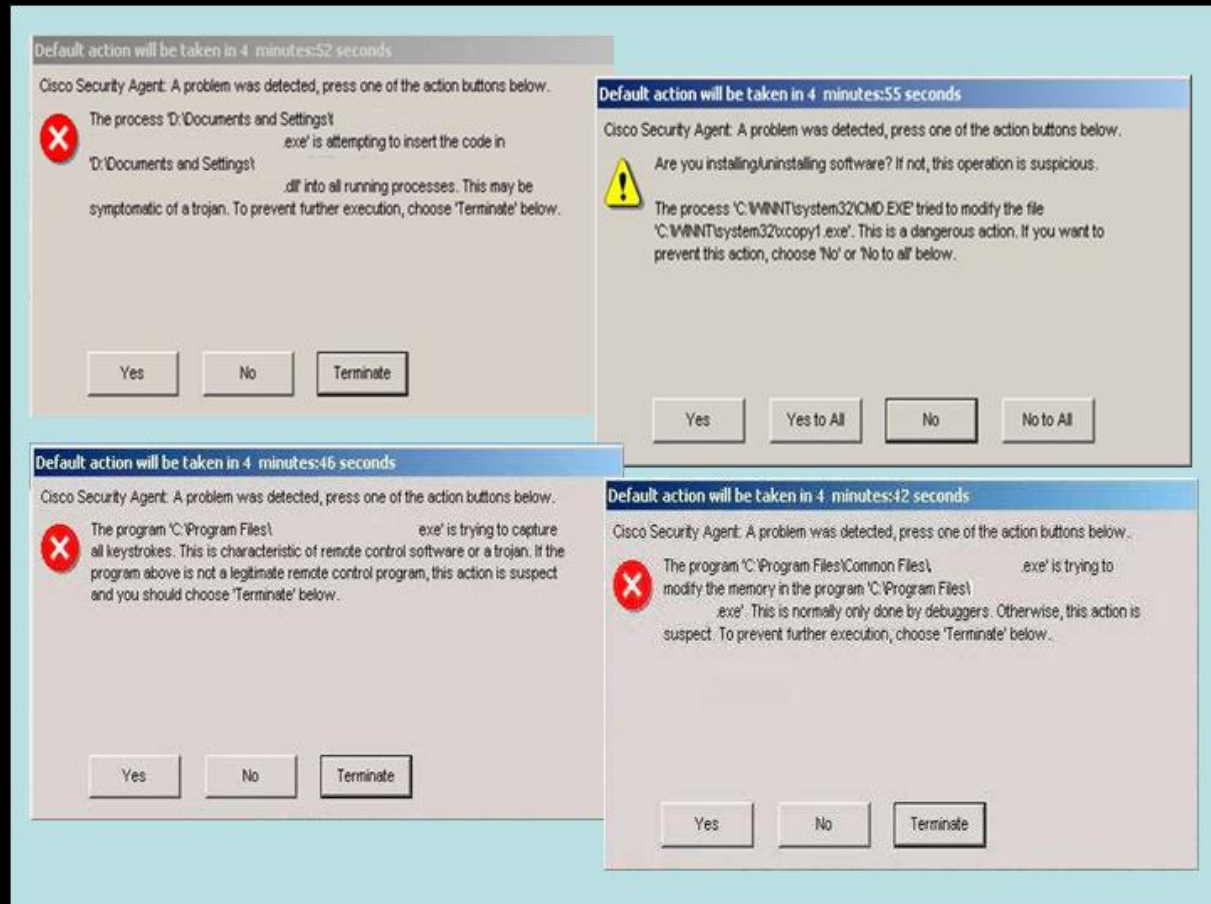 Default action will be taken in 4 minutes:52 seconds
Cisco Security Agent: A problem was detected, press one of the action buttons below.
The process 'D:\Documents and Settings\t
.exe' is attempting to insert the code in
'D:\Documents and Settings\
.dll' into all running processes. This may be
symptomatic of a trojan. To prevent further execution, choose 'Terminate' below.
Yes No Terminate
Default action will be taken in 4 minutes:55 seconds
Cisco Security Agent: A problem was detected, press one of the action buttons below.
Are you installing/uninstalling software? If not, this operation is suspicious.
The process 'C:\WINNT\system32\CMD.EXE' tried to modify the file
'C:\WINNT\system32\xcopy1.exe'. This is a dangerous action. If you want to
prevent this action, choose 'No' or 'No to all' below.
Yes Yes to All No No to All
Default action will be taken in 4 minutes:46 seconds
Cisco Security Agent: A problem was detected, press one of the action buttons below.
The program 'C:\Program Files\ exe' is trying to capture
all keystrokes. This is characteristic of remote control software or a trojan. If the
program above is not a legitimate remote control program, this action is suspect
and you should choose 'Terminate' below.
Yes No Terminate
Default action will be taken in 4 minutes:42 seconds
Cisco Security Agent: A problem was detected, press one of the action buttons below.
The program 'C:\Program Files\Common Files\ .exe' is trying to
modify the memory in the program 'C:\Program Files\
.exe'. This is normally only done by debuggers. Otherwise, this action is
suspect. To prevent further execution, choose 'Terminate' below.
Yes No Terminate